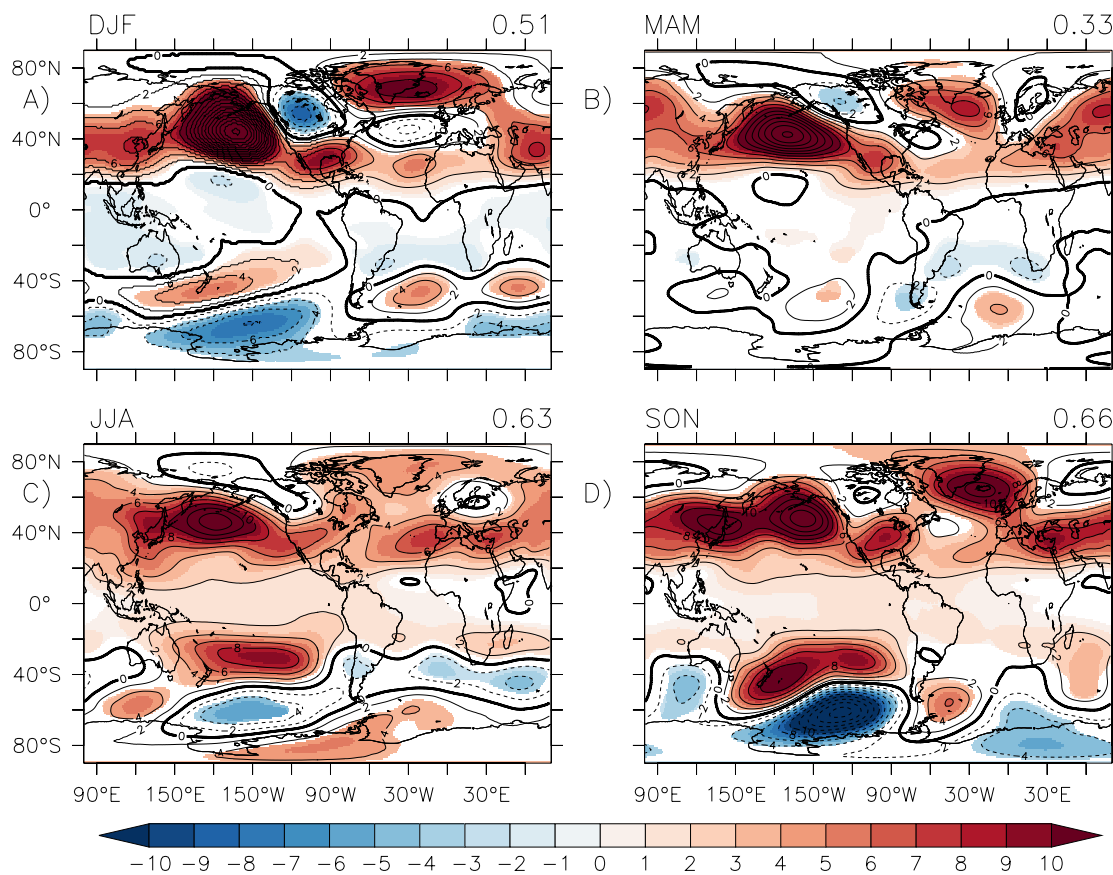 DJF 0.51 MAM 0.33
80°N
A) B)
40°N
0°
40°S
80°S
JJA 0.63 SON 0.66
80°N
C) D)
40°N
0°
40°S
80°S
90°E 150°E 150°W 90°W 30°W 30°E 90°E 150°E 150°W 90°W 30°W 30°E
-10 -9 -8 -7 -6 -5 -4 -3 -2 -1 0 1 2 3 4 5 6 7 8 9 10